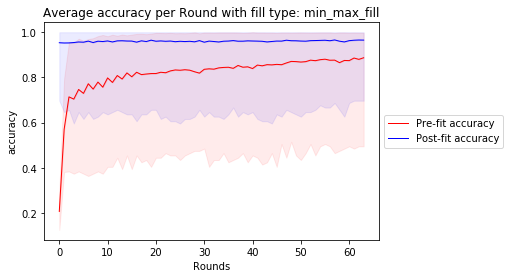 Average accuracy per Round with fill type: min_max_fill
1.0
0.8
0.6
0.4
0.2
accuracy
0
10
20
30
40
50
60
Rounds
Pre-fit accuracy
Post-fit accuracy